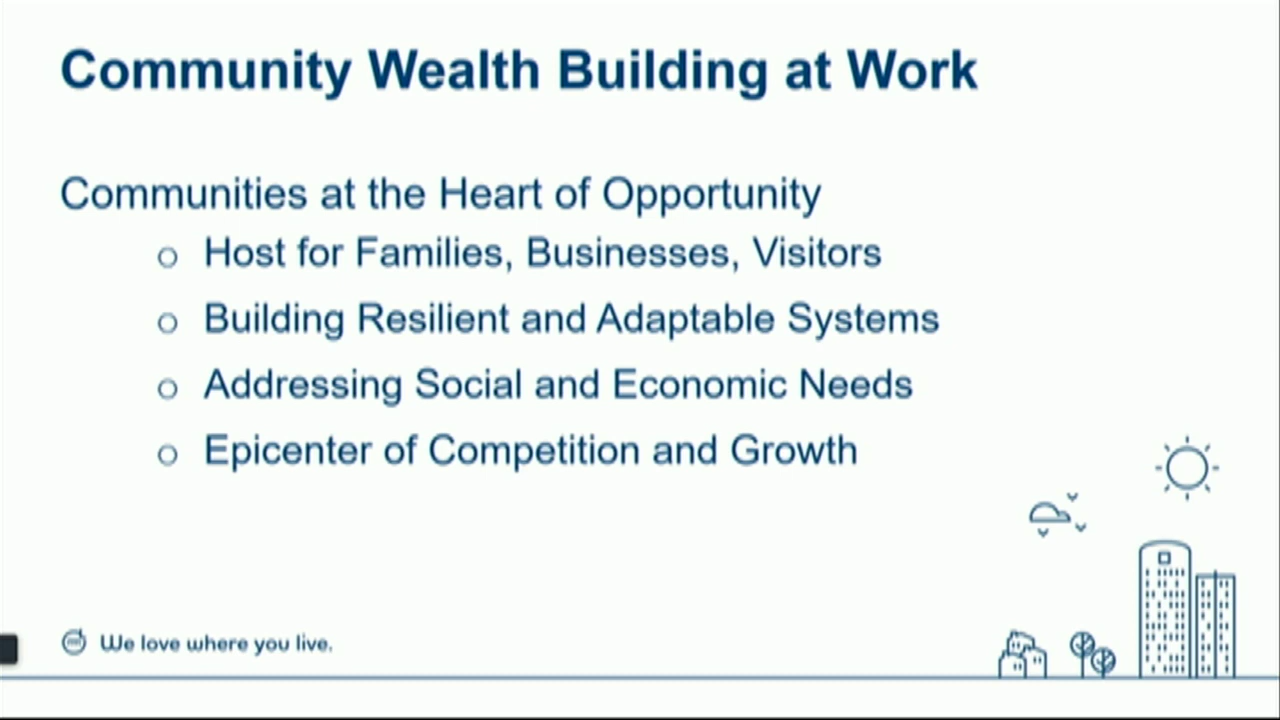 Community Wealth Building at Work
Communities at the Heart of Opportunity
o Host for Families, Businesses, Visitors
o Building Resilient and Adaptable Systems
o Addressing Social and Economic Needs
o Epicenter of Competition and Growth
We love where you live.